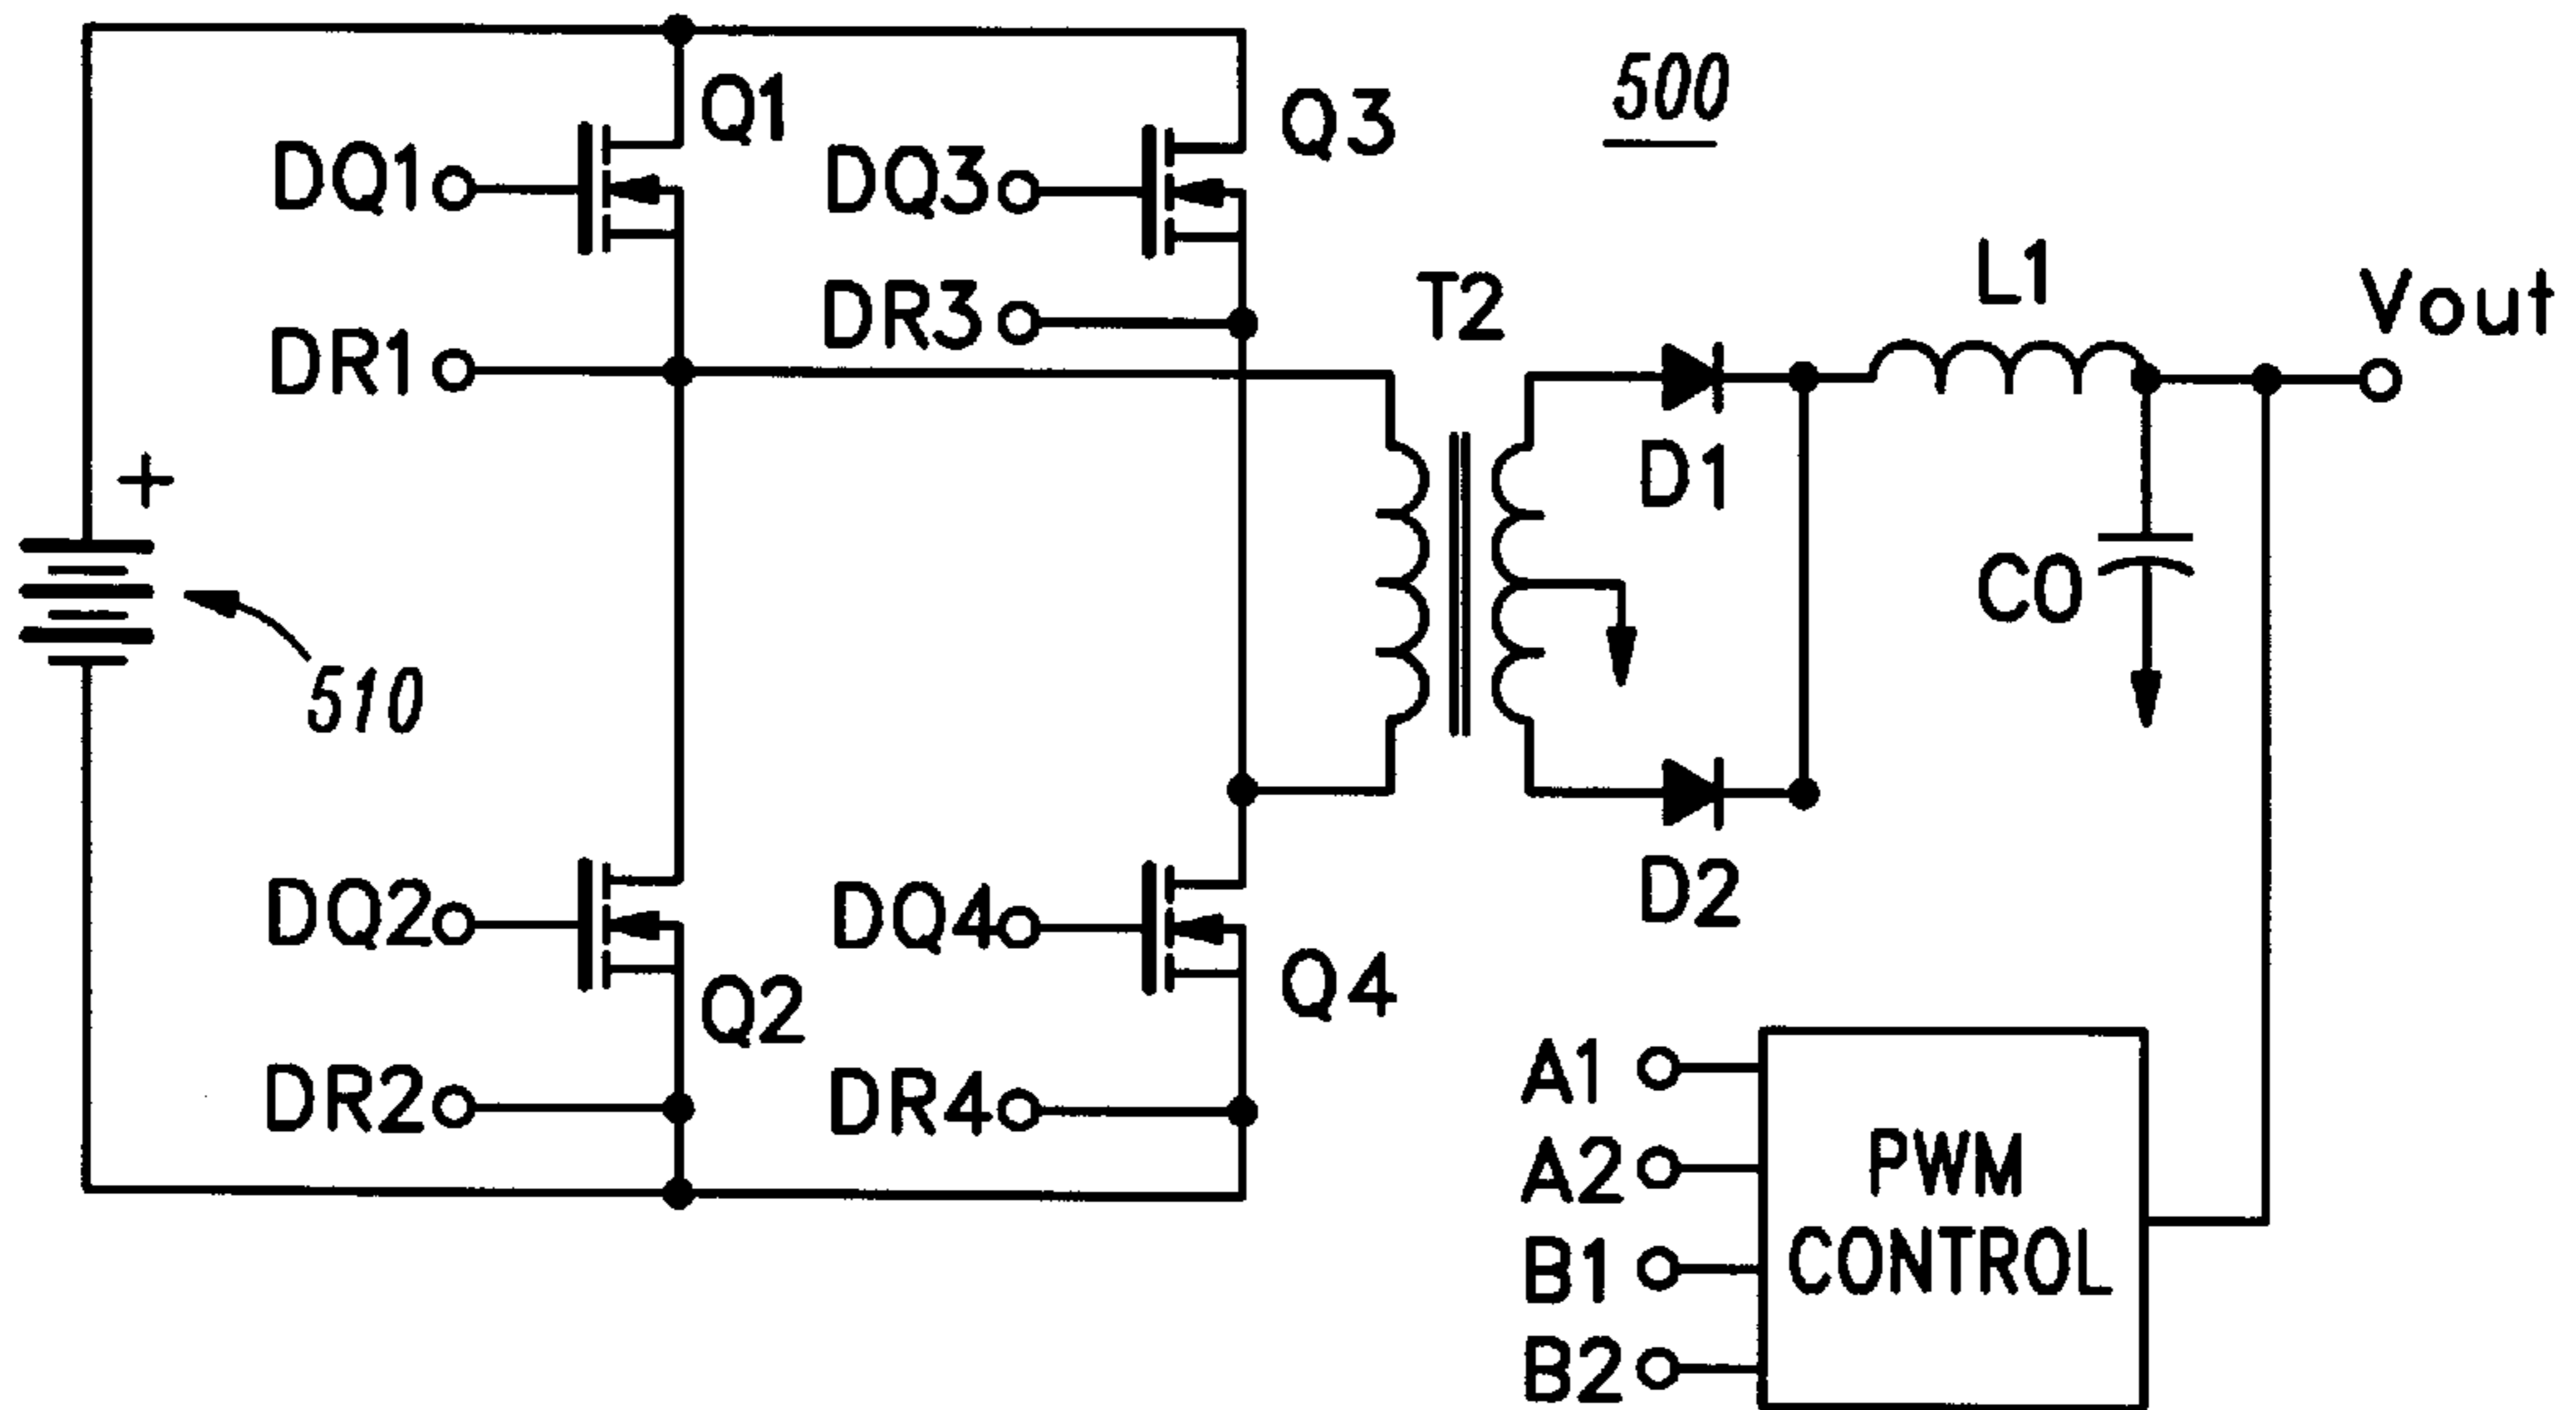 Q1
Q3
500
DQ1
DQ3
DR3
DR1
T2
L1
Vout
+
D1
C0
510
DQ2
DQ4
D2
Q2
Q4
DR2
DR4
A1
A2
B1
B2
PWM
CONTROL